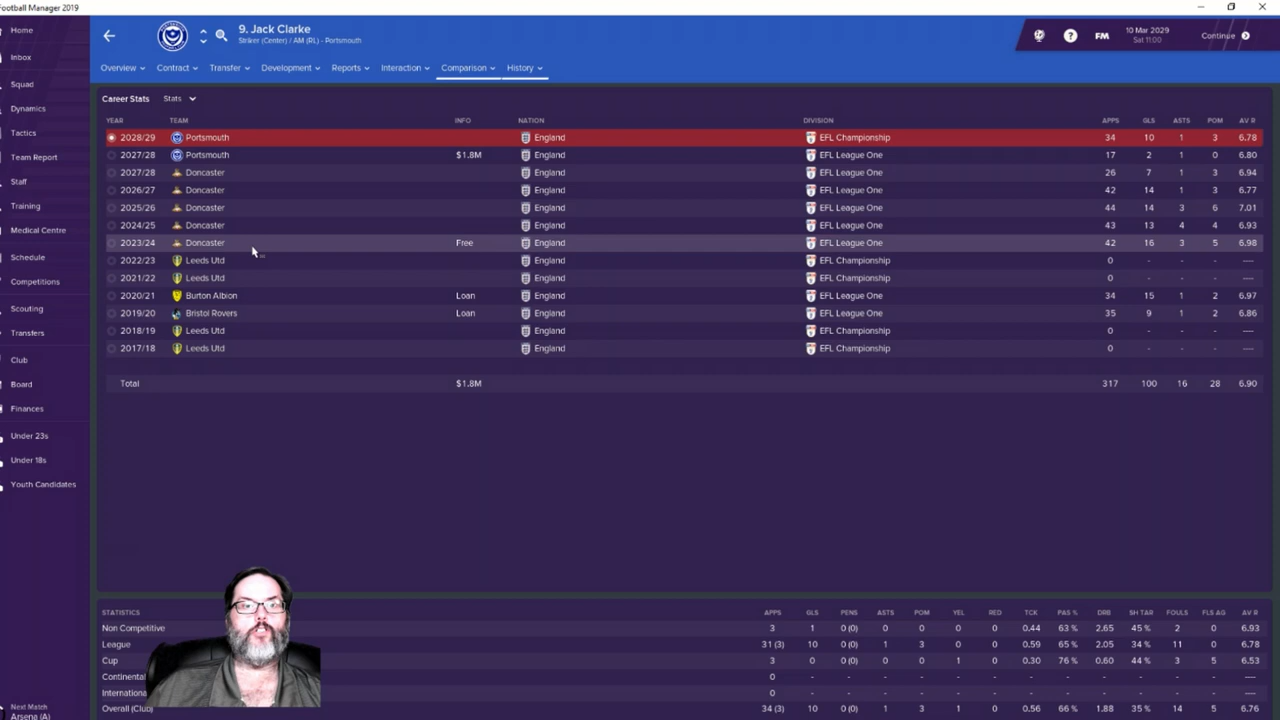 Football Manager 2019
9. Jack Clarke
Striker (Center) / AM (RL) - Portsmouth
10 Mar 2029
Sat 11:00
FM
Continue
Home
Inbox
Squad
Dynamics
Tactics
Team Report
Staff
Training
Medical Centre
Schedule
Competitions
Scouting
Transfers
Club
Board
Finances
Under 23s
Under 18s
Youth Candidates
Next Match
Arsena (A)
Overview Contract Transfer Development Reports Interaction Comparison History
Career Stats Stats
YEAR TEAM INFO NATION DIVISION APPS GLS ASTS POM AV R
2028/29 Portsmouth England EFL Championship 34 10 1 3 6.78
2027/28 Portsmouth $1.8M England EFL League One 17 2 1 0 6.80
2027/28 Doncaster England EFL League One 26 7 1 3 6.94
2026/27 Doncaster England EFL League One 42 14 1 3 6.77
2025/26 Doncaster England EFL League One 44 14 3 6 7.01
2024/25 Doncaster England EFL League One 43 13 4 4 6.93
2023/24 Doncaster Free England EFL League One 42 16 3 5 6.98
2022/23 Leeds Utd England EFL Championship 0 - - - ----
2021/22 Leeds Utd England EFL Championship 0 - - - ----
2020/21 Burton Albion Loan England EFL League One 34 15 1 2 6.97
2019/20 Bristol Rovers Loan England EFL League One 35 9 1 2 6.86
2018/19 Leeds Utd England EFL Championship 0 - - - ----
2017/18 Leeds Utd England EFL Championship 0 - - - ----
Total $1.8M 317 100 16 28 6.90
STATISTICS APPS GLS PENS ASTS POM YEL RED TCK PAS % DRB SH TAR FOULS FLS AG AV R
Non Competitive 3 1 0 (0) 0 0 0 0 0.44 63 % 2.65 45 % 2 0 6.93
League 31 (3) 10 0 (0) 1 3 0 0 0.59 65 % 2.05 34 % 11 0 6.78
Cup 3 0 0 (0) 0 0 1 0 0.30 76 % 0.60 44 % 3 5 6.53
Continental 0 - - - - - - - - - - - - ----
Internationa 0 - - - - - - - - - - - - ----
Overall (Club) 34 (3) 10 0 (0) 1 3 1 0 0.56 66 % 1.88 35 % 14 5 6.76